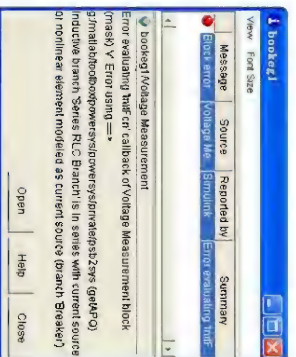 bookeg1
View Font Size
Message Source Reported by Summary
Block error Voltage Me... Simulink Error evaluating 'InitF
bookeg1/Voltage Measurement
Error evaluating 'InitFcn' callback of Voltage Measurement block
(mask) 'V' Error using ==>
g:/matlab/toolbox/powersys/powersys/private/psb2sys (getAPQ)
Inductive branch 'Series RLC Branch' is in series with current source
or nonlinear element modeled as current source (branch 'Breaker')
Open Help Close